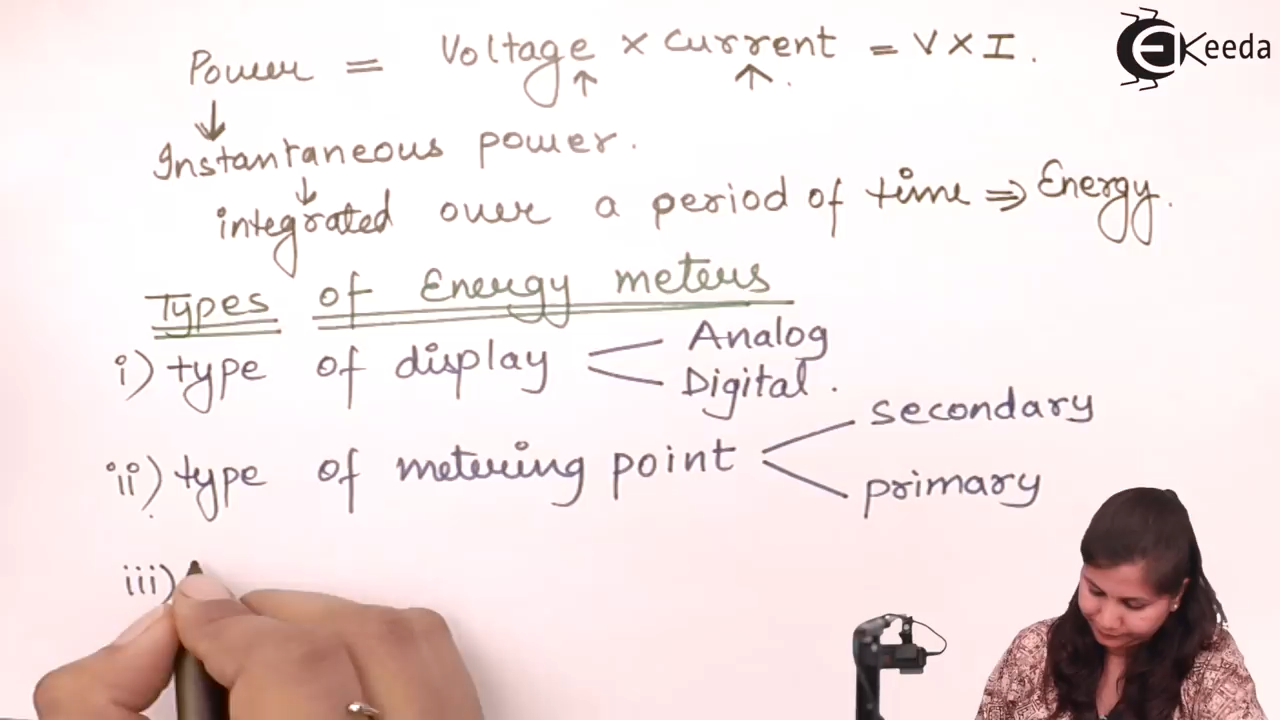 Power = Voltage × Current = V × I.
EKeeda
Instantaneous power.
integrated over a period of time ⇒ Energy.
Types of Energy meters
i) type of display
Analog
Digital.
ii) type of metering point
secondary
primary
iii)